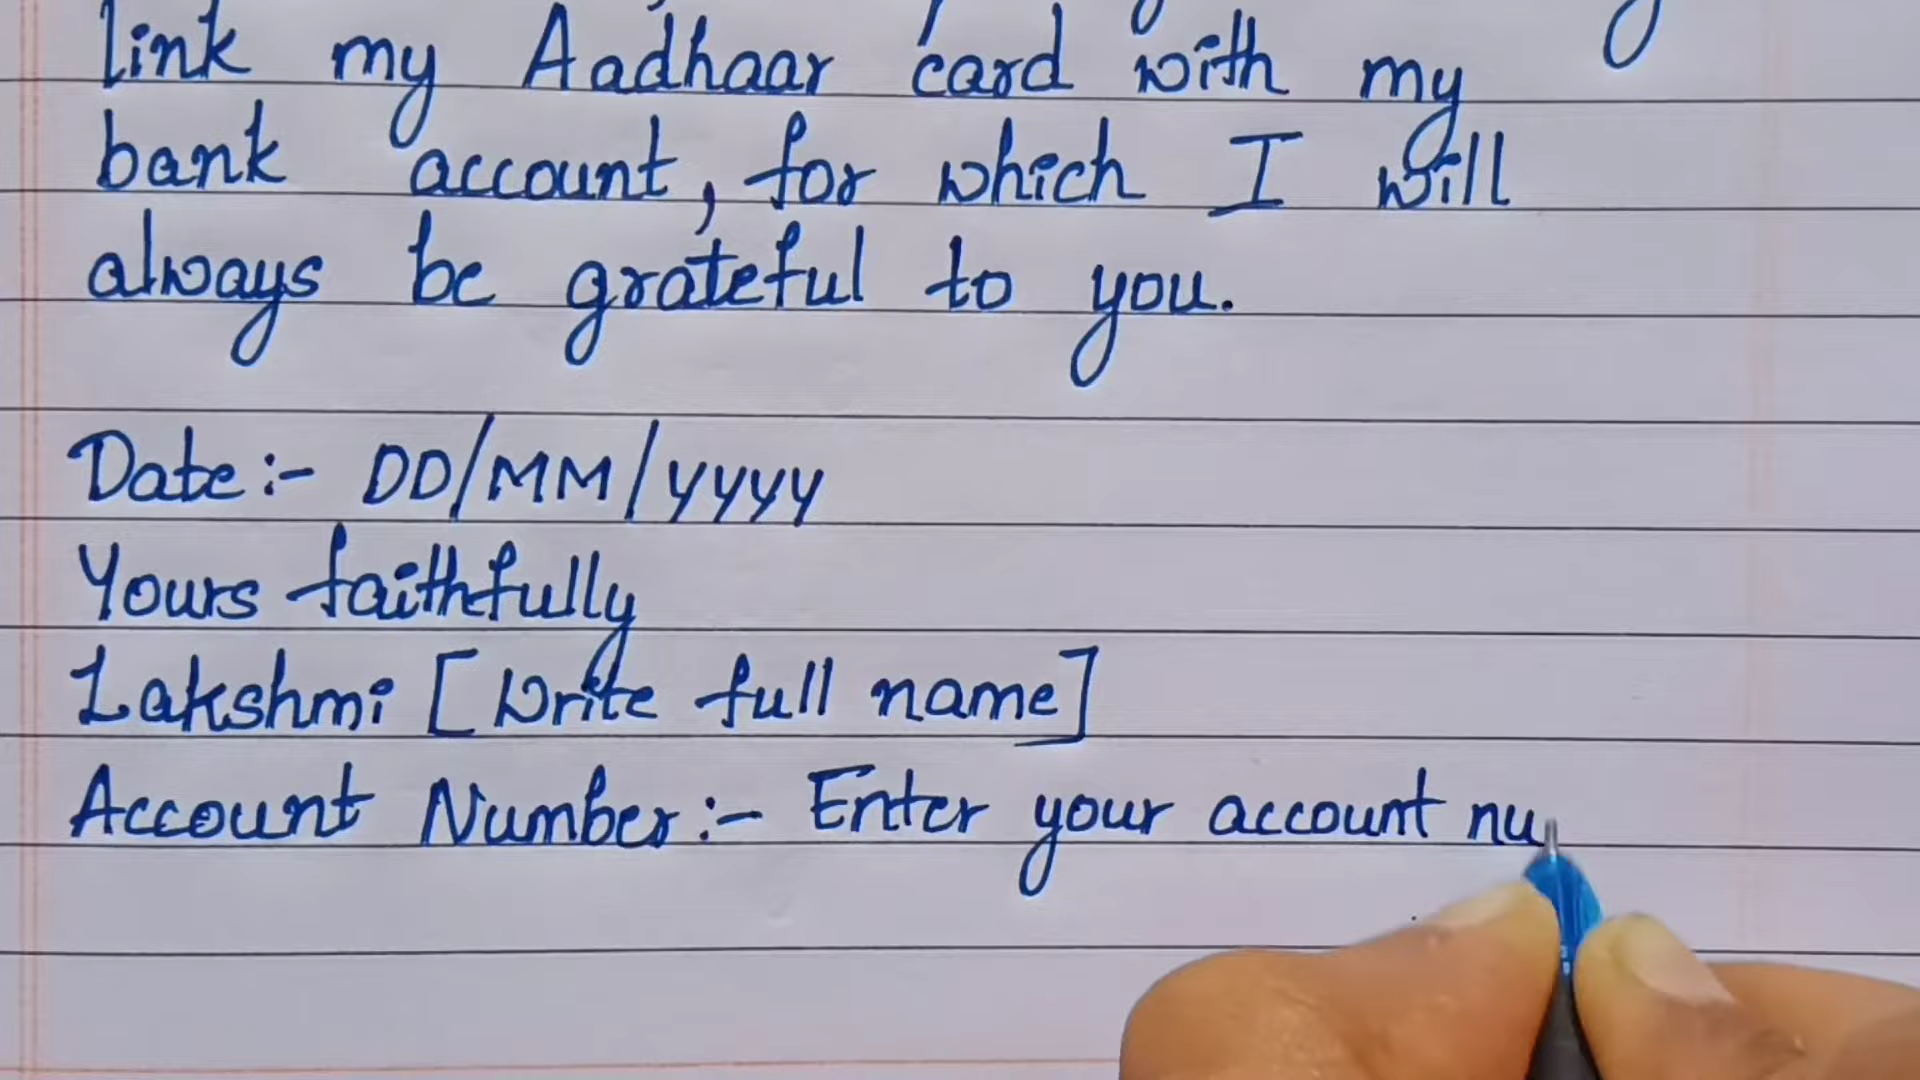 link my Aadhaar card with my
bank account, for which I will
always be grateful to you.
Date:- DD/MM/YYYY
Yours faithfully
Lakshmi [Write full name]
Account Number:- Enter your account nu